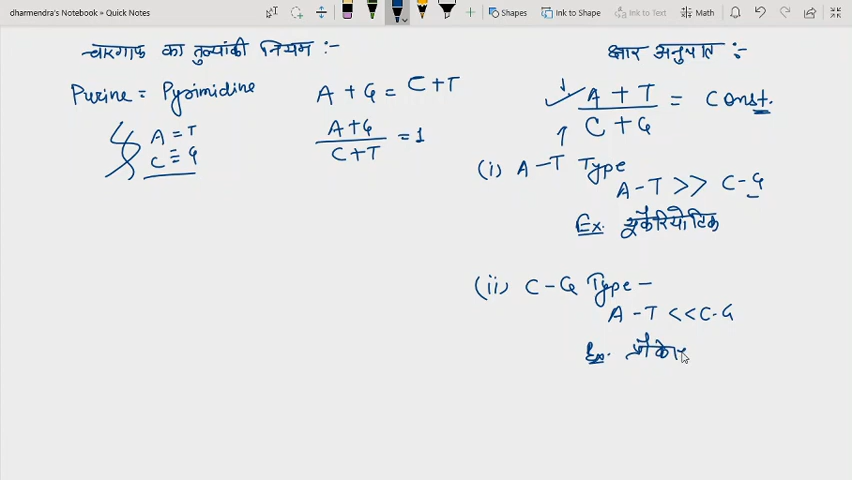 dharmendra's Notebook » Quick Notes
Shapes
Ink to Shape
Ink to Text
Math
चारगाफ का तुल्यांकी नियम :-
Purine = Pyrimidine
A = T
C ≡ G
A + G = C + T
A+G / C+T = 1
क्षार अनुपात :-
A + T / C + G = Const.
(i) A-T Type
A-T >> C-G
Ex. यूकैरियोटिक
(ii) C-G Type -
A-T << C-G
Ex.